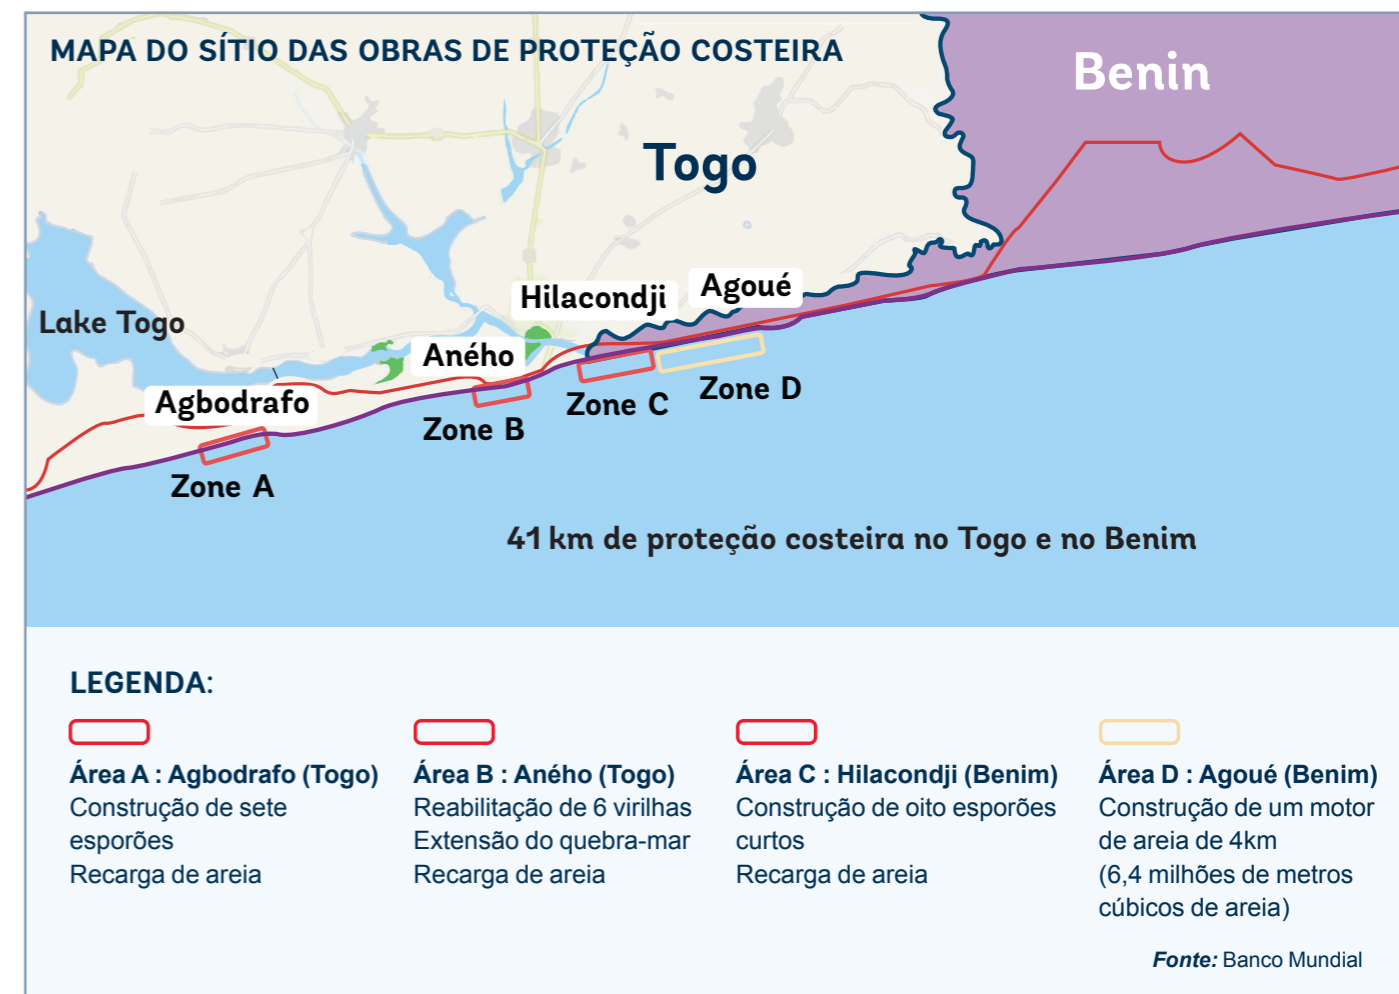 MAPA DO SÍTIO DAS OBRAS DE PROTEÇÃO COSTEIRA
Benin
Togo
Hilacondji
Agoué
Lake Togo
Aného
Agbodrafo
Zone A
Zone B
Zone C
Zone D
41 km de proteção costeira no Togo e no Benim
LEGENDA:
Área A : Agbodrafo (Togo)
Construção de sete
esporões
Recarga de areia
Área B : Aného (Togo)
Reabilitação de 6 virilhas
Extensão do quebra-mar
Recarga de areia
Área C : Hilacondji (Benim)
Construção de oito esporões
curtos
Recarga de areia
Área D : Agoué (Benim)
Construção de um motor
de areia de 4km
(6,4 milhões de metros
cúbicos de areia)
Fonte: Banco Mundial